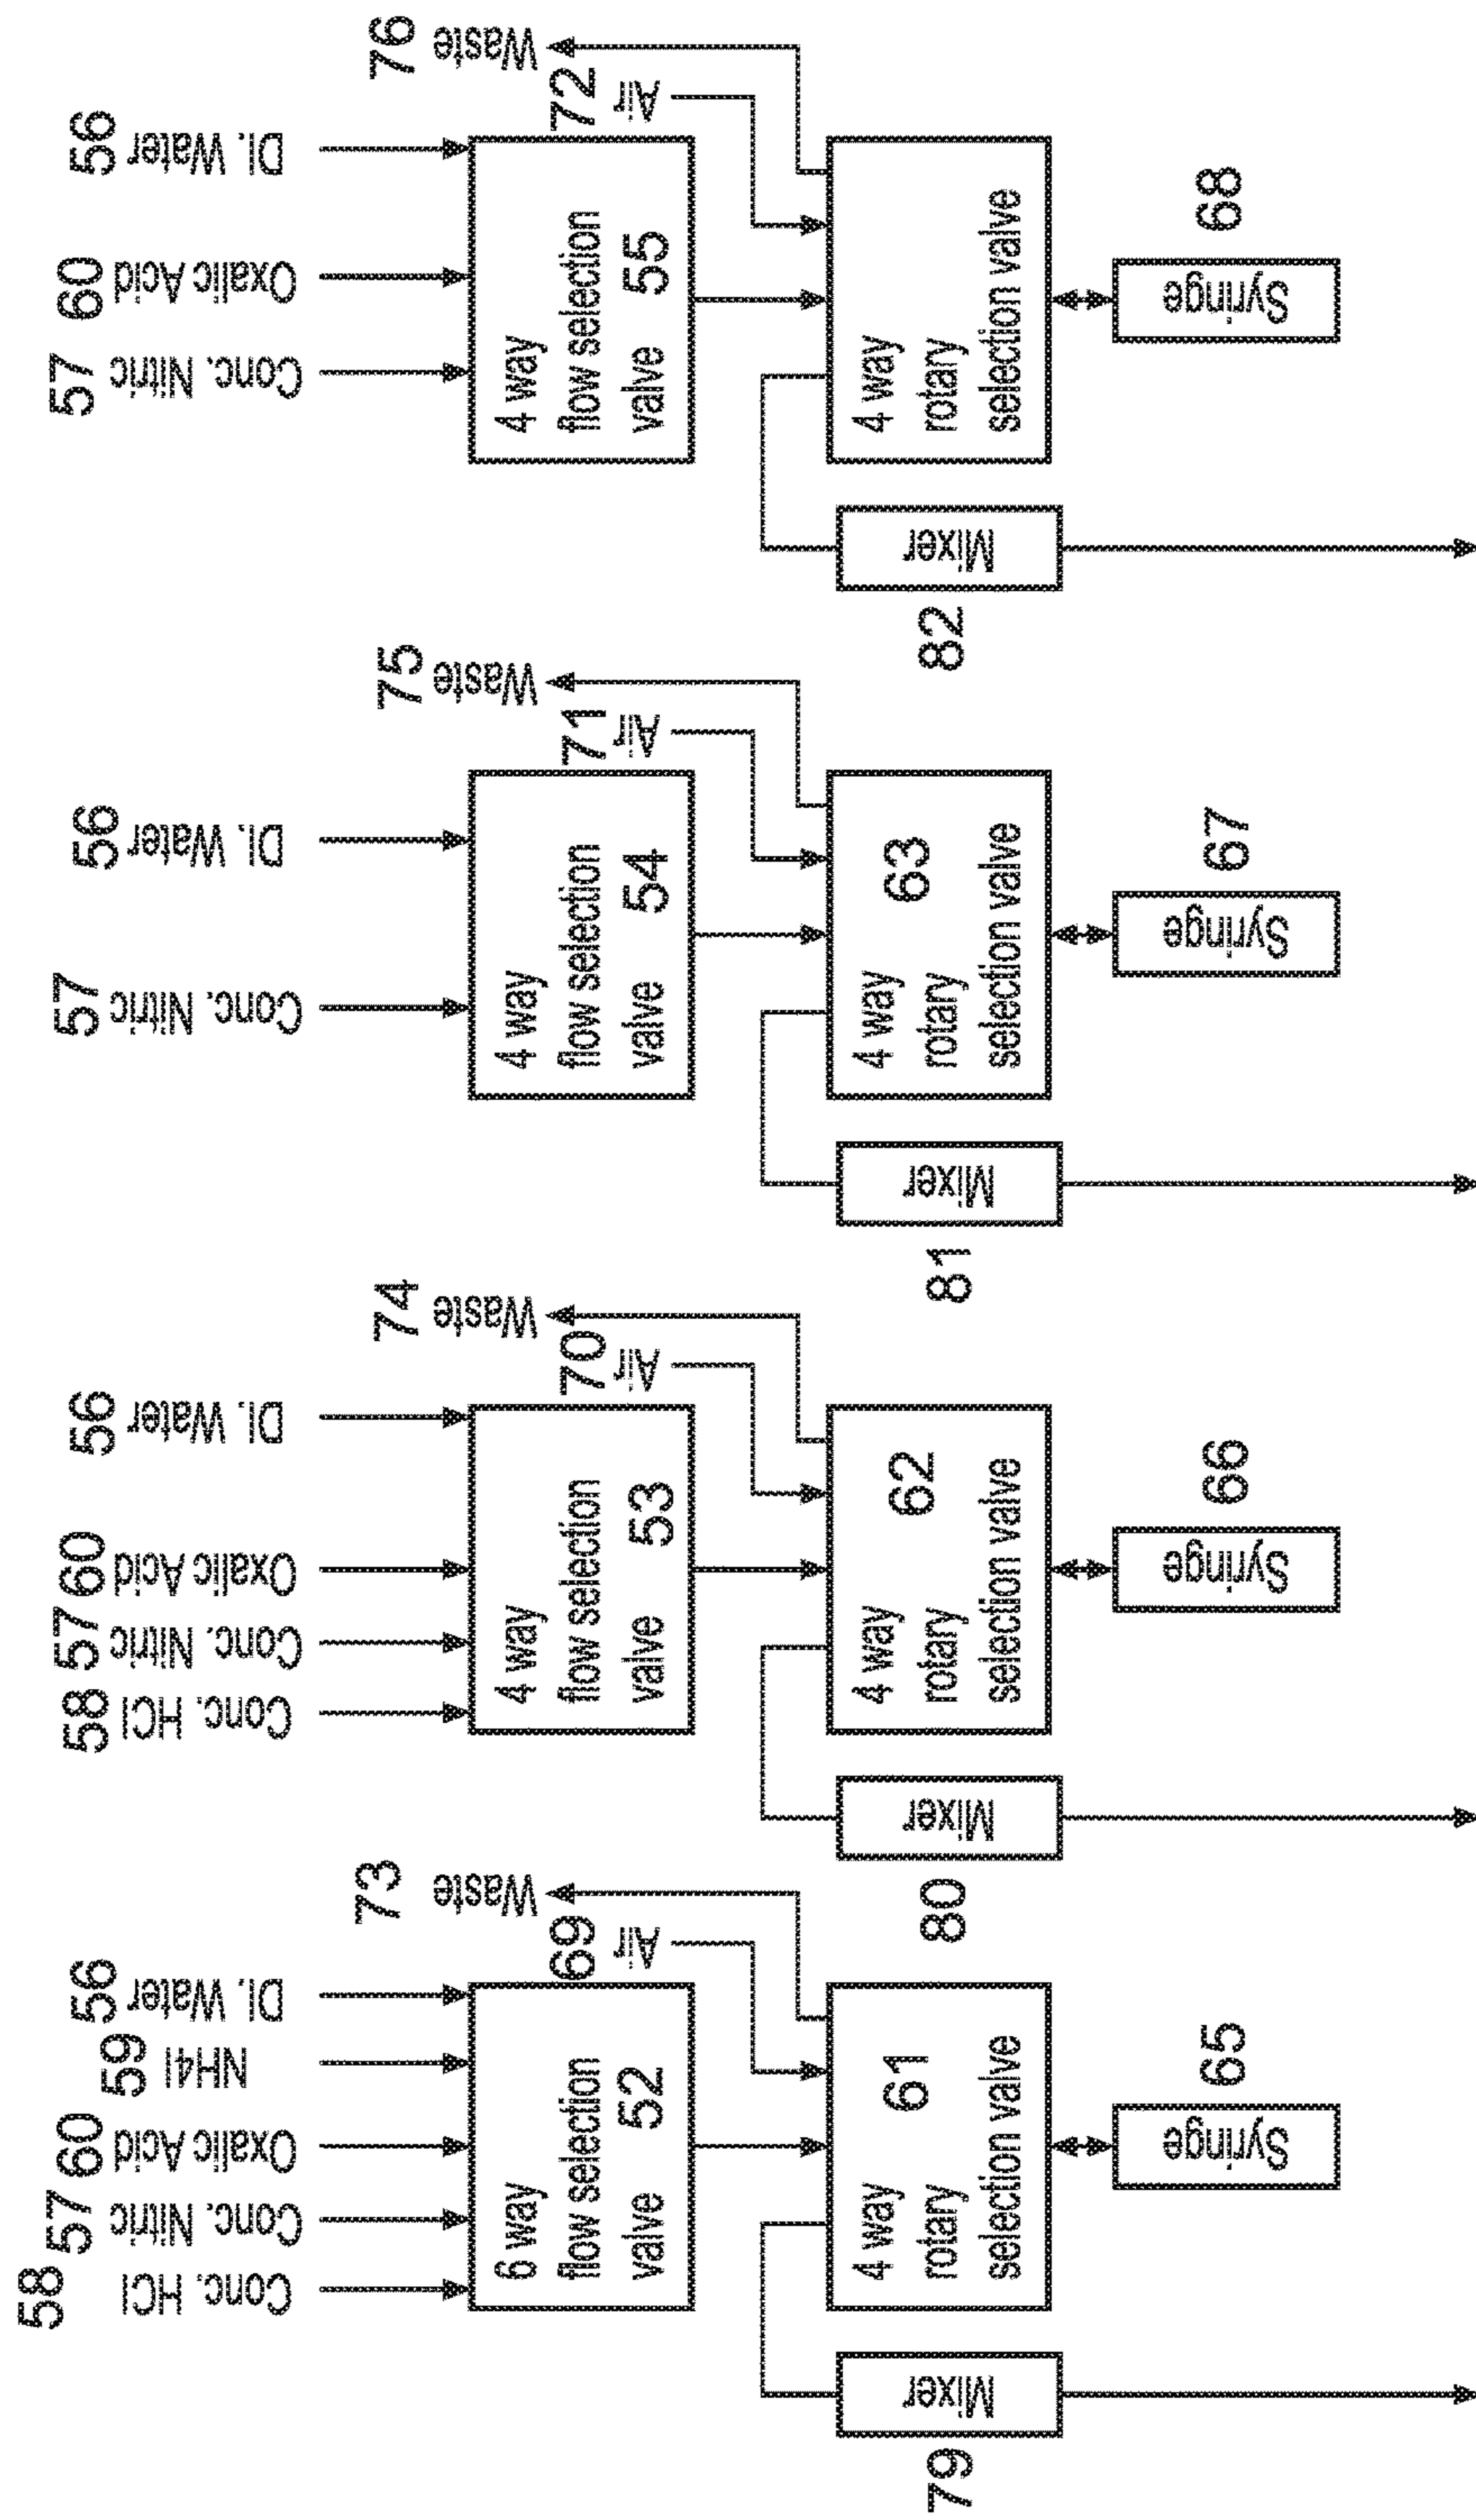 76
Waste
56
DI. Water
72
Air
60
Oxalic Acid
57
Conc. Nitric
4 way
flow selection
valve 55
4 way
rotary
selection valve
68
Syringe
Mixer
82
75
Waste
56
DI. Water
71
Air
57
Conc. Nitric
4 way
flow selection
valve 54
4 way
rotary 63
selection valve
67
Syringe
Mixer
81
74
Waste
56
DI. Water
70
Air
60
Oxalic Acid
57
Conc. Nitric
58
Conc. HCl
4 way
flow selection
valve 53
4 way
rotary 62
selection valve
66
Syringe
Mixer
80
73
Waste
56
DI. Water
69
Air
59
NH4I
60
Oxalic Acid
57
Conc. Nitric
58
Conc. HCl
6 way
flow selection
valve 52
4 way
rotary 61
selection valve
65
Syringe
Mixer
79